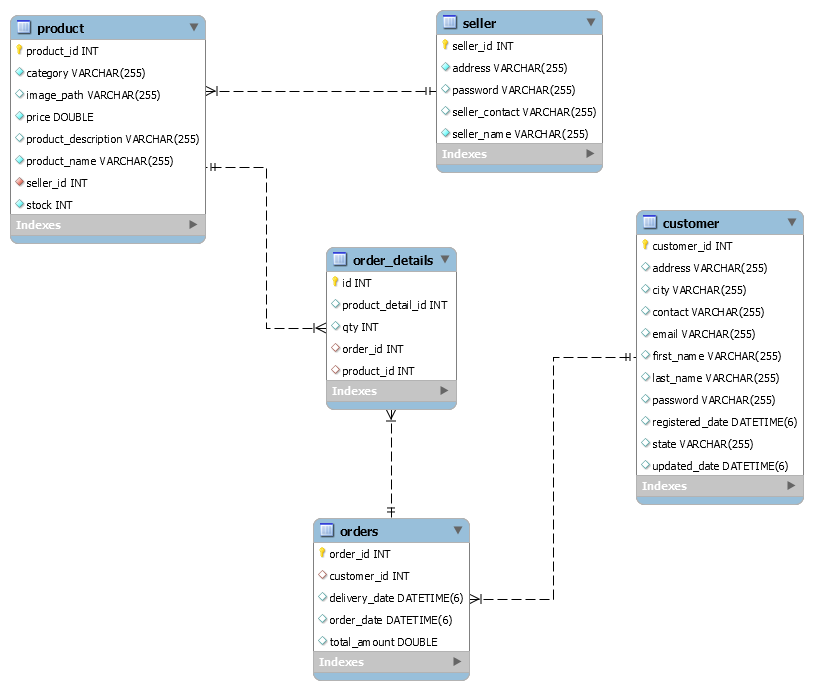 product
product_id INT
category VARCHAR(255)
image_path VARCHAR(255)
price DOUBLE
product_description VARCHAR(255)
product_name VARCHAR(255)
seller_id INT
stock INT
Indexes
seller
seller_id INT
address VARCHAR(255)
password VARCHAR(255)
seller_contact VARCHAR(255)
seller_name VARCHAR(255)
Indexes
order_details
id INT
product_detail_id INT
qty INT
order_id INT
product_id INT
Indexes
customer
customer_id INT
address VARCHAR(255)
city VARCHAR(255)
contact VARCHAR(255)
email VARCHAR(255)
first_name VARCHAR(255)
last_name VARCHAR(255)
password VARCHAR(255)
registered_date DATETIME(6)
state VARCHAR(255)
updated_date DATETIME(6)
Indexes
orders
order_id INT
customer_id INT
delivery_date DATETIME(6)
order_date DATETIME(6)
total_amount DOUBLE
Indexes